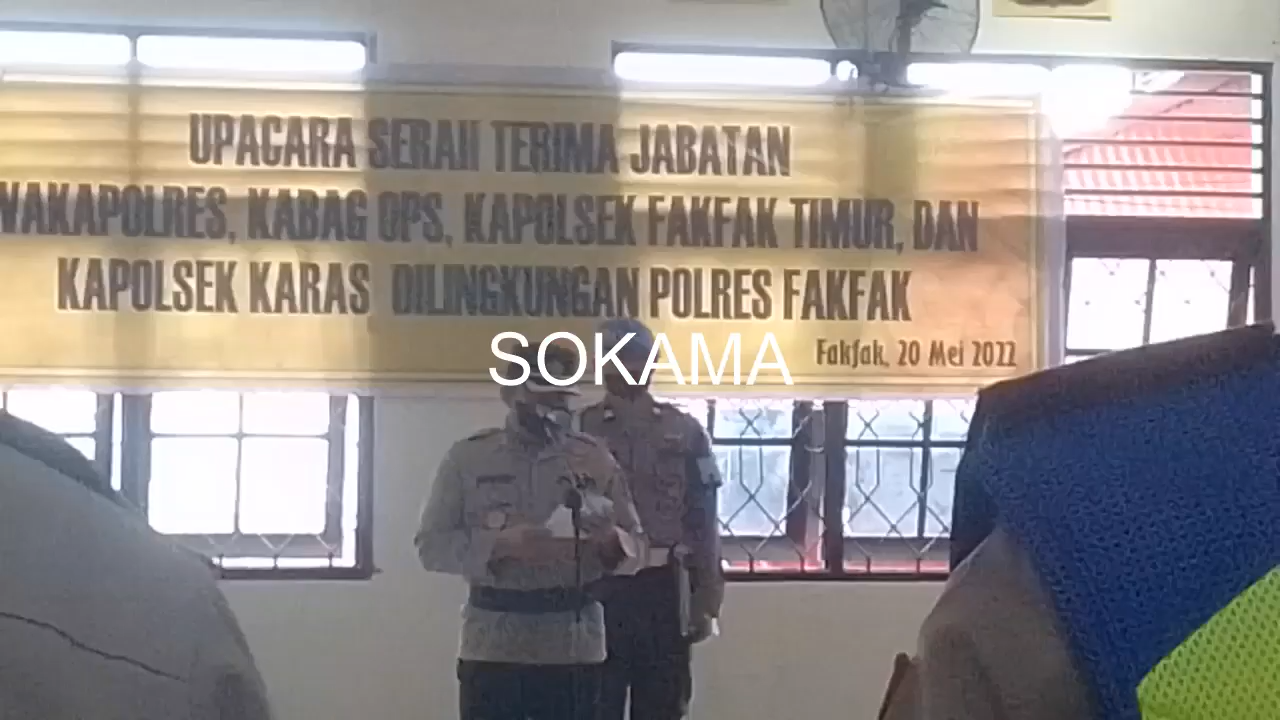 UPACARA SERAH TERIMA JABATAN
WAKAPOLRES, KABAG OPS, KAPOLSEK FAKFAK TIMUR, DAN
KAPOLSEK KARAS DILINGKUNGAN POLRES FAKFAK
Fakfak, 20 Mei 2022
SOKAMA